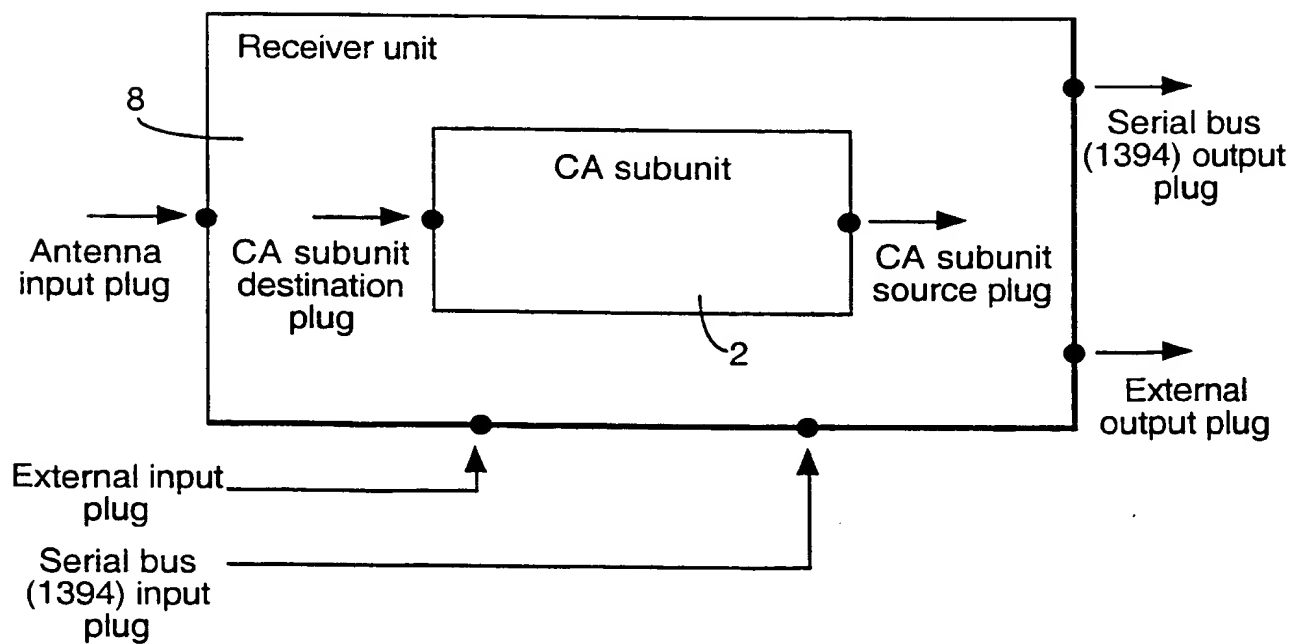 Receiver unit
8
CA subunit
Serial bus
(1394) output
plug
Antenna
input plug
CA subunit
destination
plug
CA subunit
source plug
2
External
output plug
External input
plug
Serial bus
(1394) input
plug